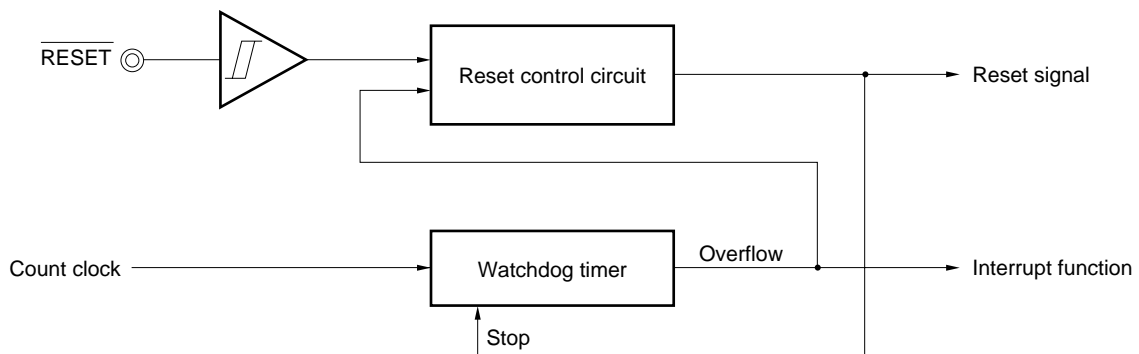 RESET
Reset control circuit
Reset signal
Count clock
Watchdog timer
Overflow
Interrupt function
Stop